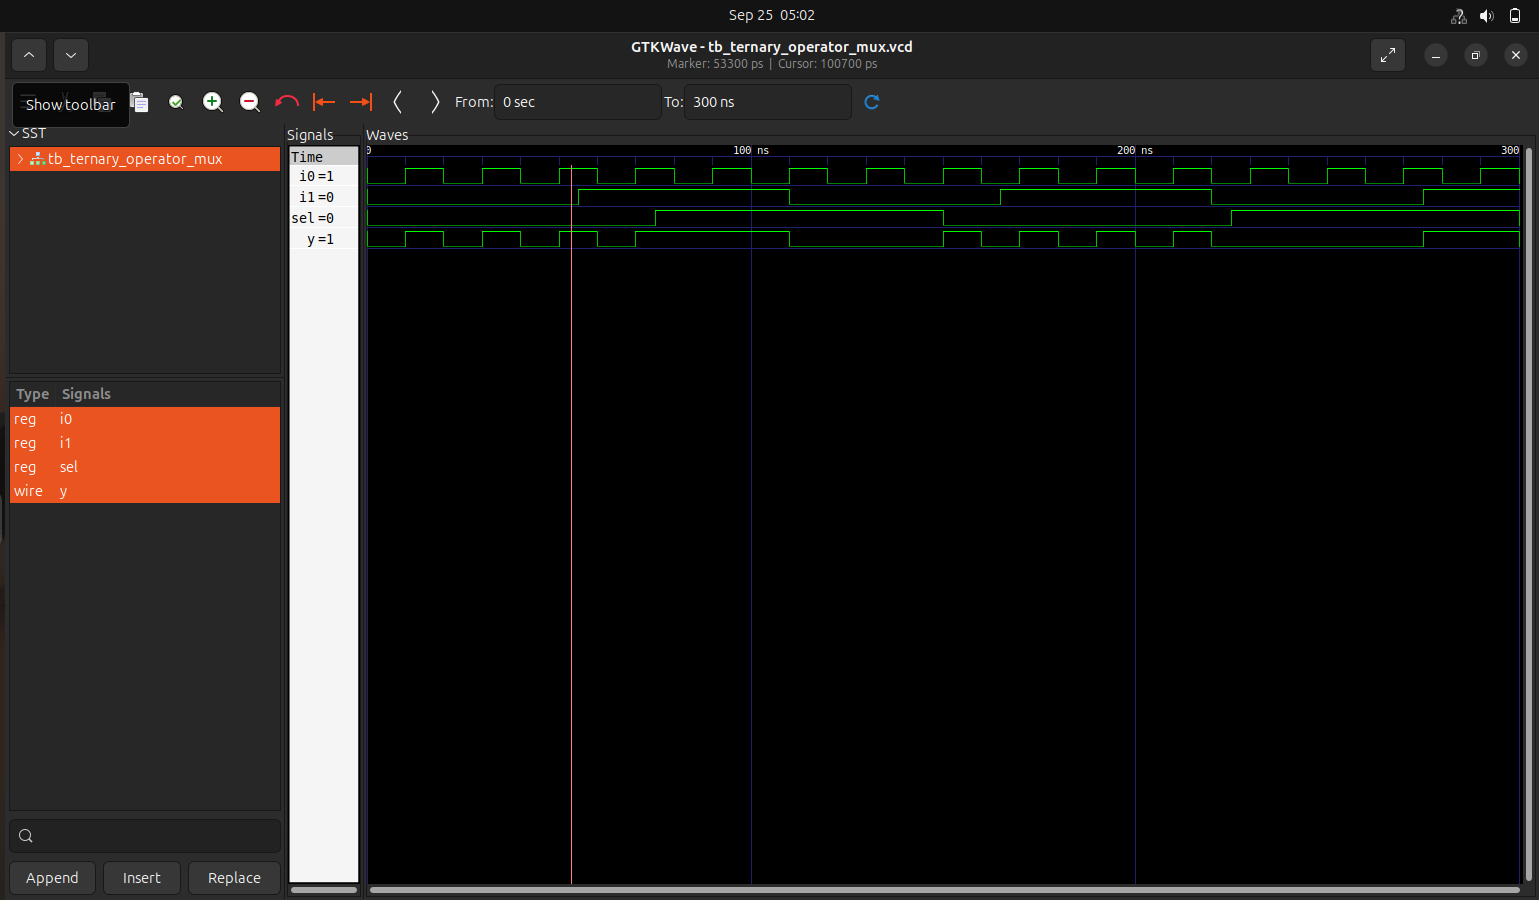 Sep 25 05:02
GTKWave - tb_ternary_operator_mux.vcd
Marker: 53300 ps | Cursor: 100700 ps
Show toolbar
From: 0 sec To: 300 ns
SST
tb_ternary_operator_mux
Type Signals
reg i0
reg i1
reg sel
wire y
Append Insert Replace
Signals
Time
i0=1
i1=0
sel=0
y=1
Waves
0 100 ns 200 ns 300